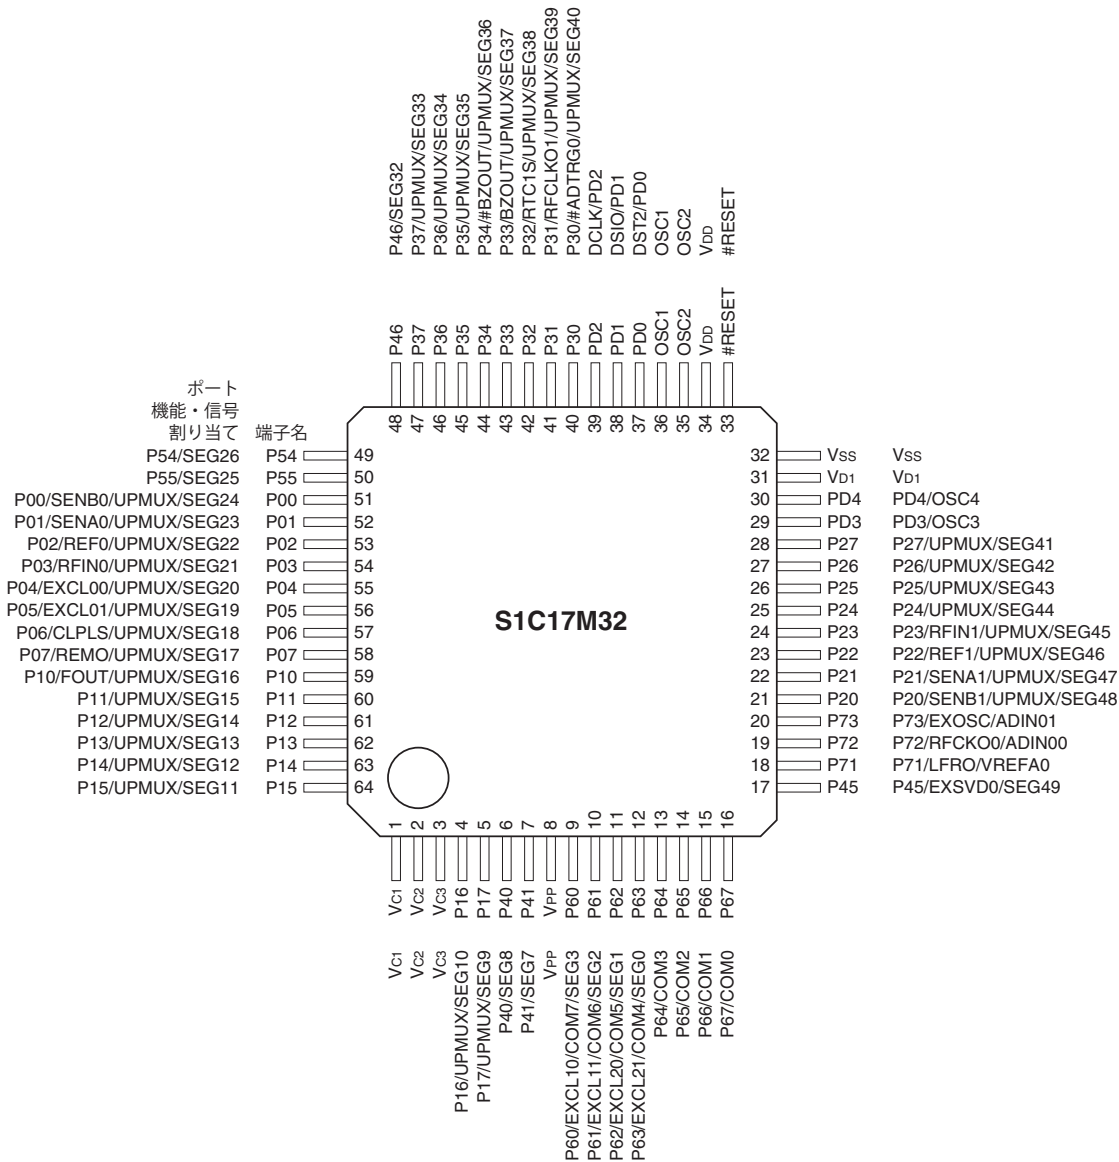 P46/SEG32
P37/UPMUX/SEG33
P36/UPMUX/SEG34
P35/UPMUX/SEG35
P34/#BZOUT/UPMUX/SEG36
P33/BZOUT/UPMUX/SEG37
P32/RTC1S/UPMUX/SEG38
P31/RFCLKO1/UPMUX/SEG39
P30/#ADTRG0/UPMUX/SEG40
DCLK/PD2
DSIO/PD1
DST2/PD0
OSC1
OSC2
VDD
#RESET
P46
P37
P36
P35
P34
P33
P32
P31
P30
PD2
PD1
PD0
OSC1
OSC2
VDD
#RESET
48
47
46
45
44
43
42
41
40
39
38
37
36
35
34
33
ポート
機能・信号
割り当て 端子名
P54/SEG26 P54 49
P55/SEG25 P55 50
P00/SENB0/UPMUX/SEG24 P00 51
P01/SENA0/UPMUX/SEG23 P01 52
P02/REF0/UPMUX/SEG22 P02 53
P03/RFIN0/UPMUX/SEG21 P03 54
P04/EXCL00/UPMUX/SEG20 P04 55
P05/EXCL01/UPMUX/SEG19 P05 56
P06/CLPLS/UPMUX/SEG18 P06 57
P07/REMO/UPMUX/SEG17 P07 58
P10/FOUT/UPMUX/SEG16 P10 59
P11/UPMUX/SEG15 P11 60
P12/UPMUX/SEG14 P12 61
P13/UPMUX/SEG13 P13 62
P14/UPMUX/SEG12 P14 63
P15/UPMUX/SEG11 P15 64
S1C17M32
32 VSS VSS
31 VD1 VD1
30 PD4 PD4/OSC4
29 PD3 PD3/OSC3
28 P27 P27/UPMUX/SEG41
27 P26 P26/UPMUX/SEG42
26 P25 P25/UPMUX/SEG43
25 P24 P24/UPMUX/SEG44
24 P23 P23/RFIN1/UPMUX/SEG45
23 P22 P22/REF1/UPMUX/SEG46
22 P21 P21/SENA1/UPMUX/SEG47
21 P20 P20/SENB1/UPMUX/SEG48
20 P73 P73/EXOSC/ADIN01
19 P72 P72/RFCKO0/ADIN00
18 P71 P71/LFRO/VREFA0
17 P45 P45/EXSVD0/SEG49
1
2
3
4
5
6
7
8
9
10
11
12
13
14
15
16
VC1
VC2
VC3
P16
P17
P40
P41
VPP
P60
P61
P62
P63
P64
P65
P66
P67
VC1
VC2
VC3
P16/UPMUX/SEG10
P17/UPMUX/SEG9
P40/SEG8
P41/SEG7
VPP
P60/EXCL10/COM7/SEG3
P61/EXCL11/COM6/SEG2
P62/EXCL20/COM5/SEG1
P63/EXCL21/COM4/SEG0
P64/COM3
P65/COM2
P66/COM1
P67/COM0